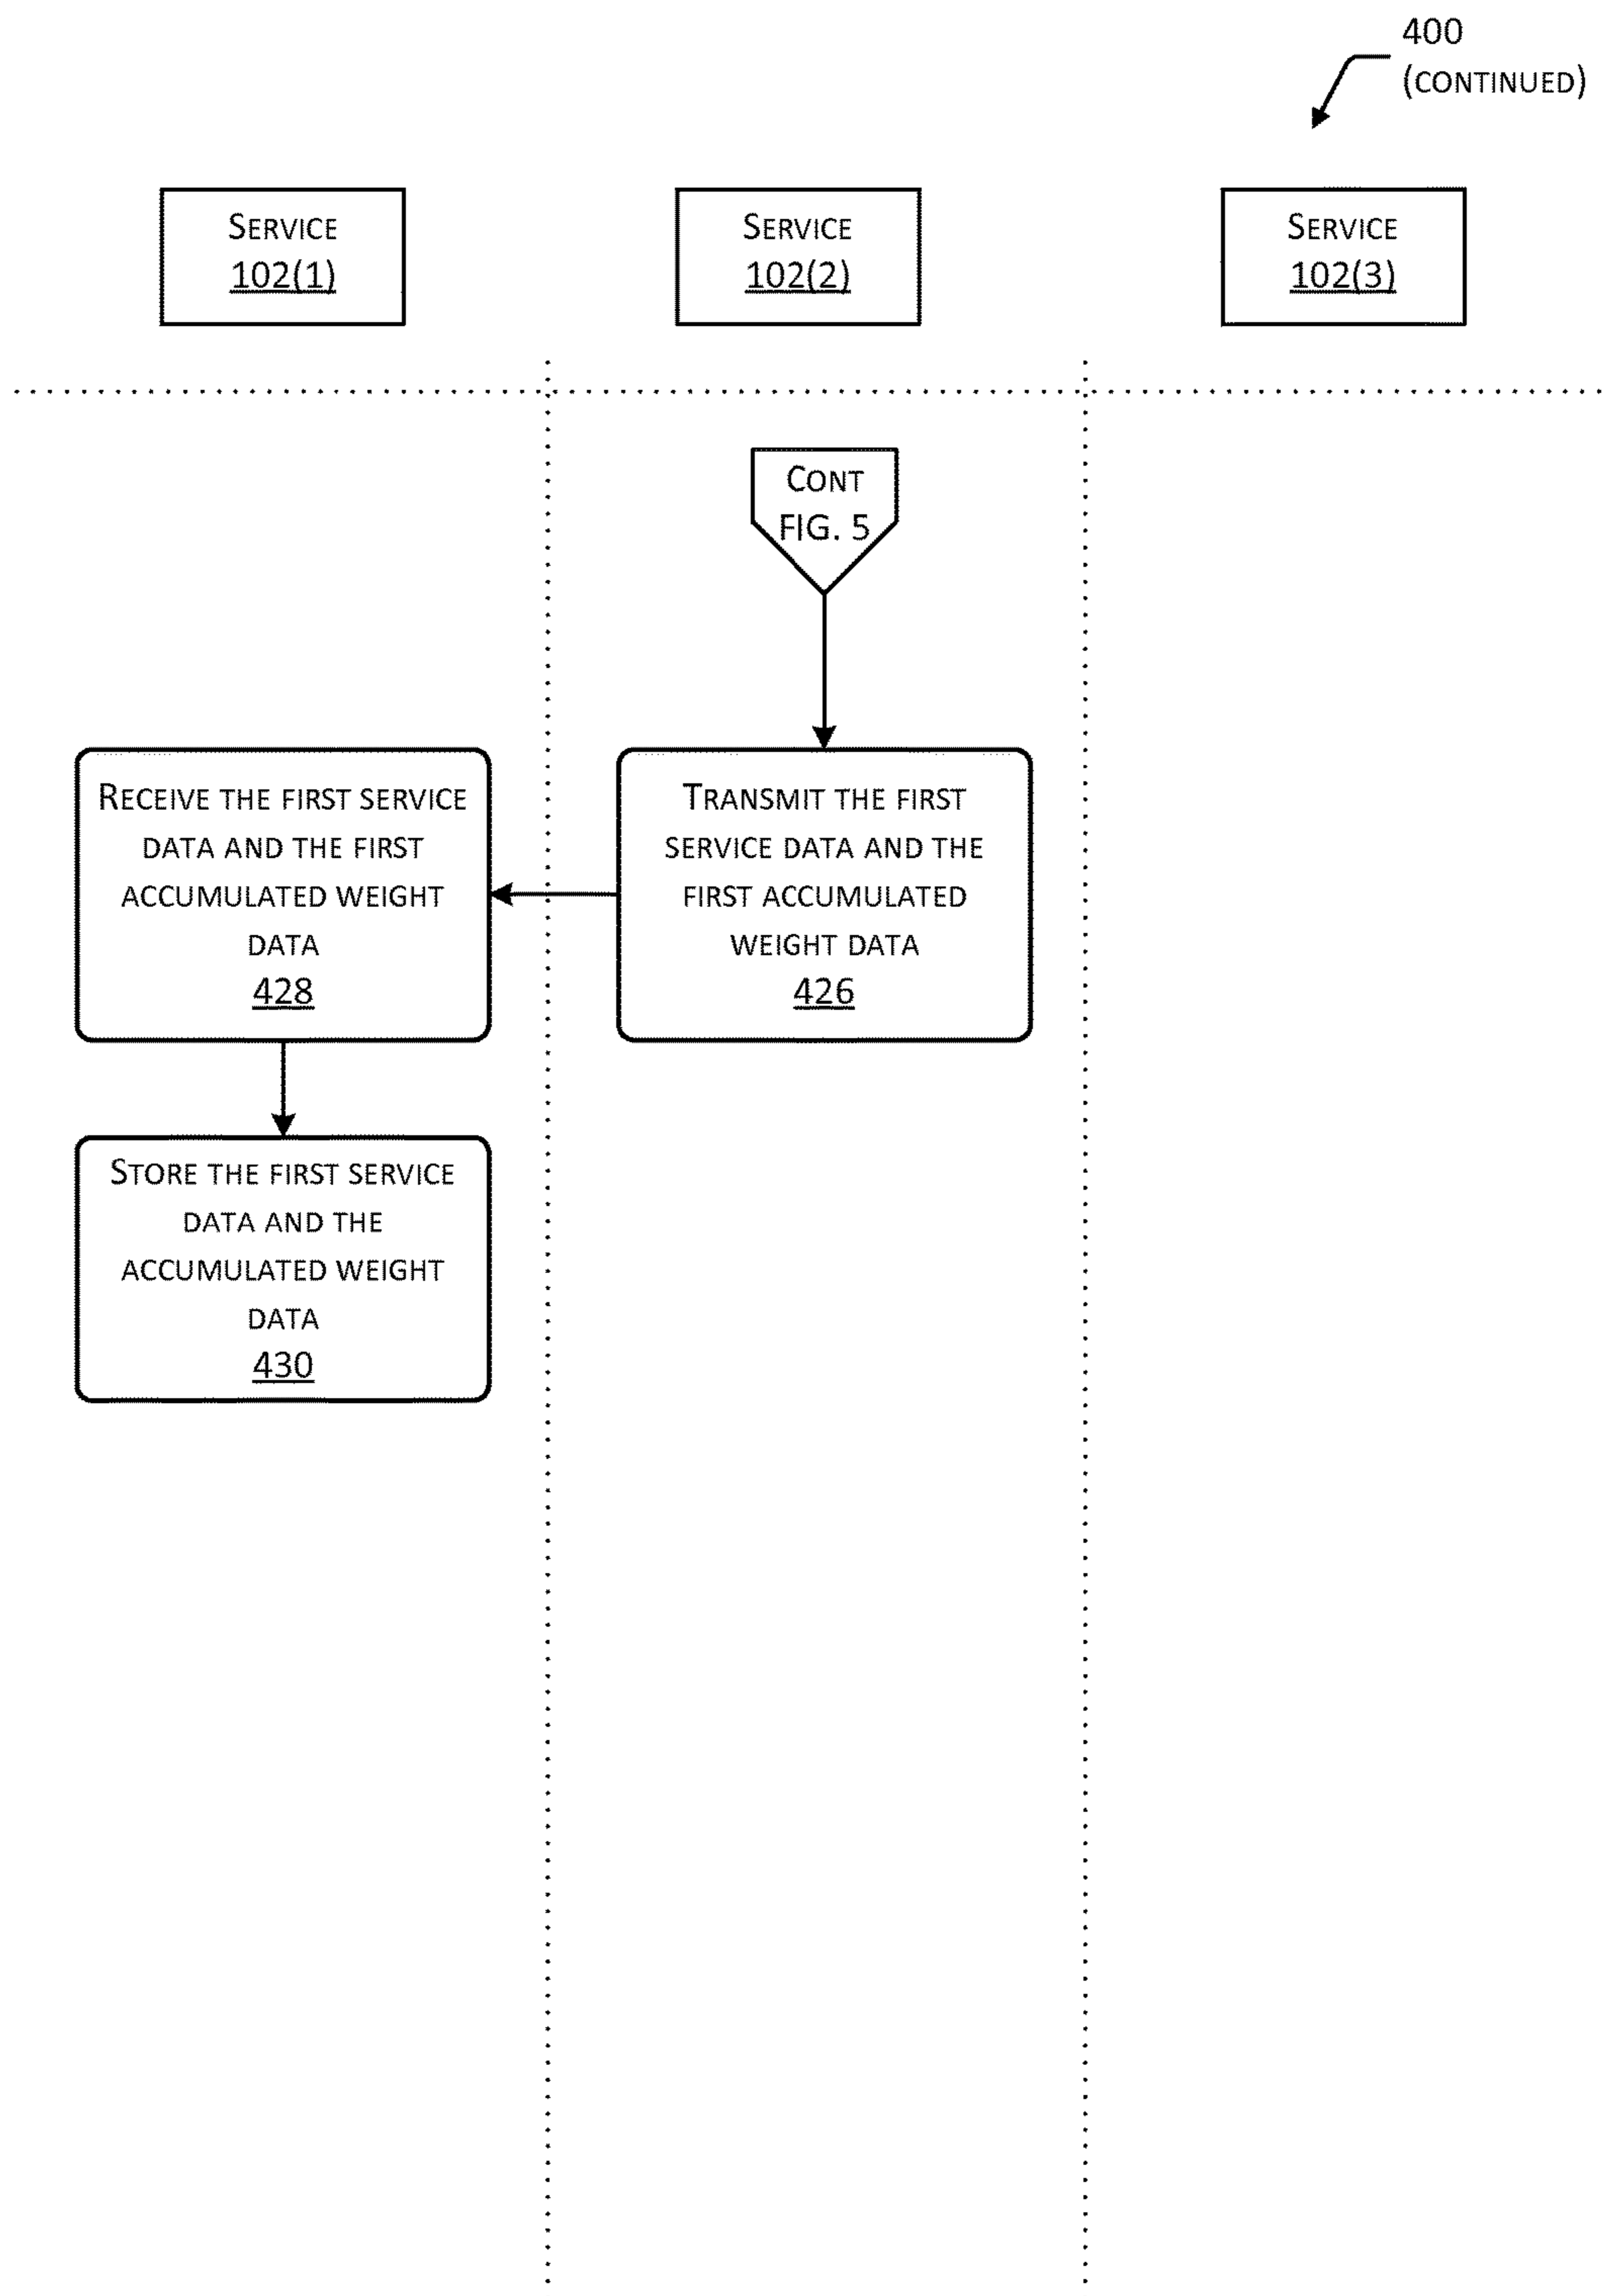 400
(CONTINUED)
SERVICE
102(1)
SERVICE
102(2)
SERVICE
102(3)
CONT
FIG. 5
RECEIVE THE FIRST SERVICE
DATA AND THE FIRST
ACCUMULATED WEIGHT
DATA
428
TRANSMIT THE FIRST
SERVICE DATA AND THE
FIRST ACCUMULATED
WEIGHT DATA
426
STORE THE FIRST SERVICE
DATA AND THE
ACCUMULATED WEIGHT
DATA
430